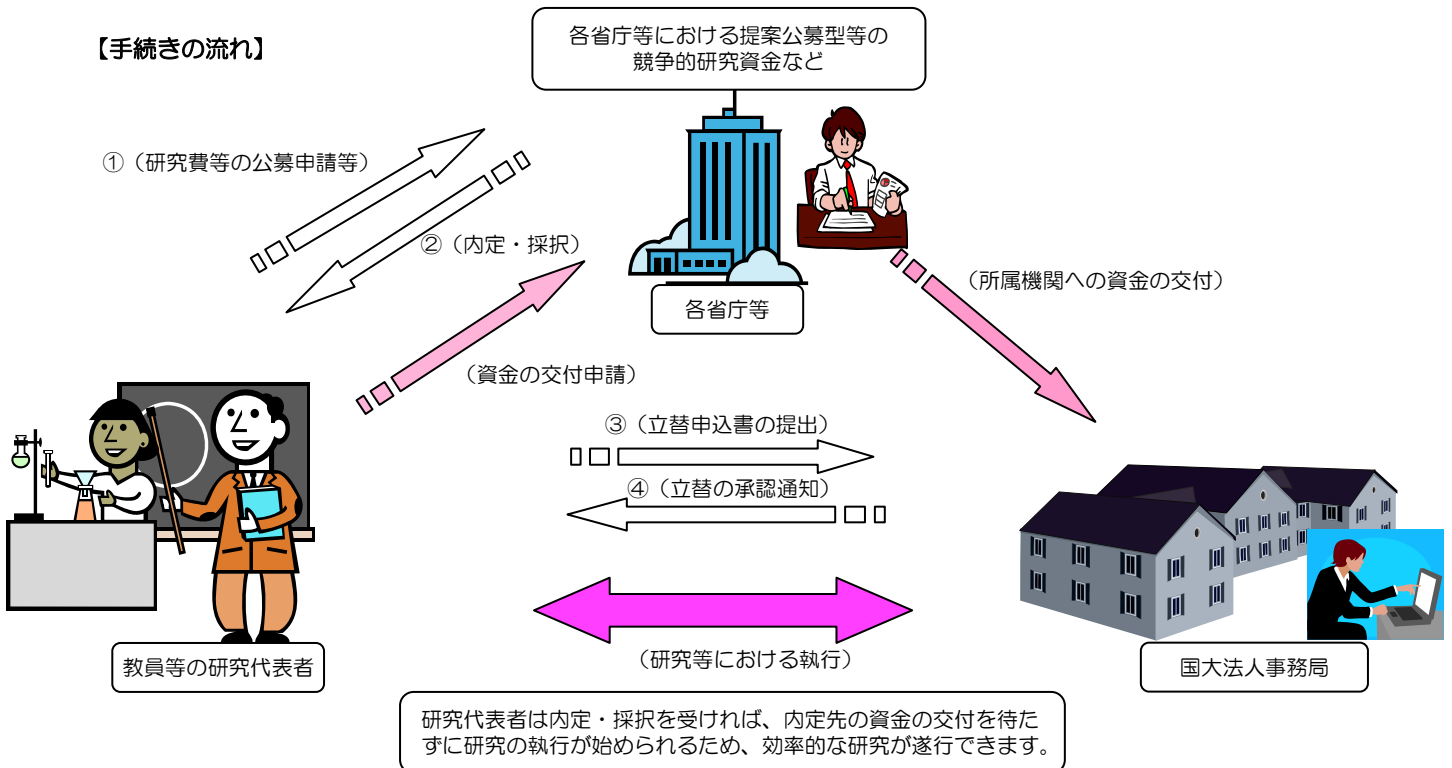 【手続きの流れ】
各省庁等における提案公募型等の
競争的研究資金など
①（研究費等の公募申請等）
②（内定・採択）
（所属機関への資金の交付）
各省庁等
（資金の交付申請）
③（立替申込書の提出）
④（立替の承認通知）
（研究等における執行）
教員等の研究代表者
国大法人事務局
研究代表者は内定・採択を受ければ、内定先の資金の交付を待た
ずに研究の執行が始められるため、効率的な研究が遂行できます。